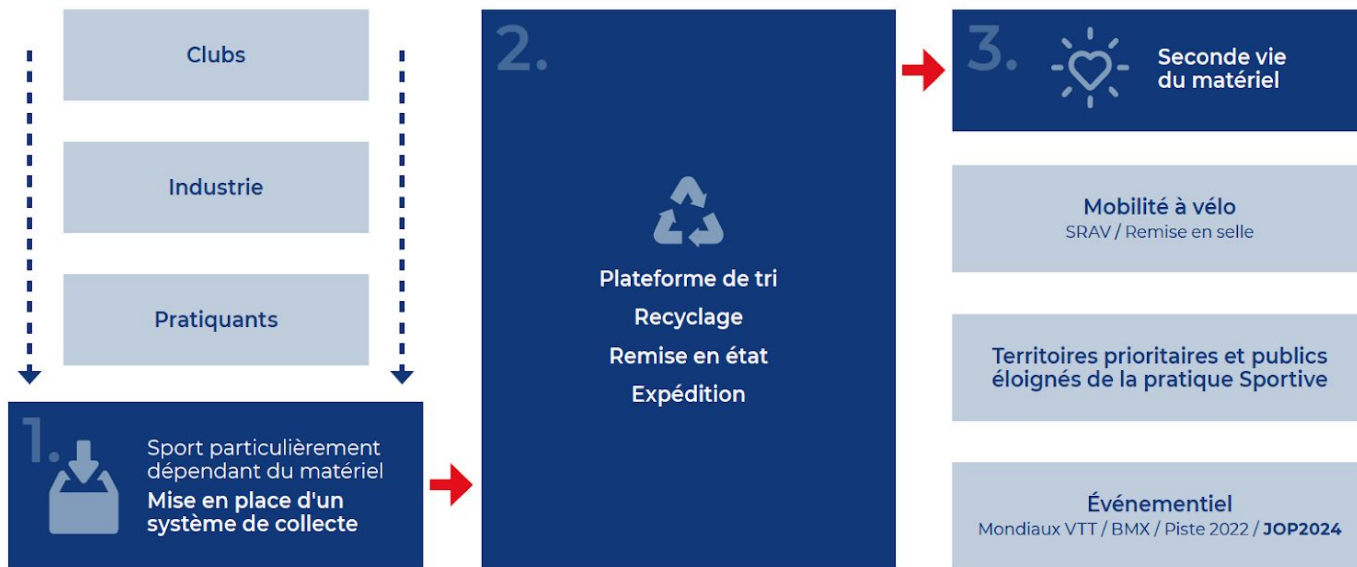 Clubs
Industrie
Pratiquants
1.
Sport particulièrement
dépendant du matériel
Mise en place d'un
système de collecte
2.
Plateforme de tri
Recyclage
Remise en état
Expédition
3.
Seconde vie
du matériel
Mobilité à vélo
SRAV / Remise en selle
Territoires prioritaires et publics
éloignés de la pratique Sportive
Événementiel
Mondiaux VTT / BMX / Piste 2022 / JOP2024